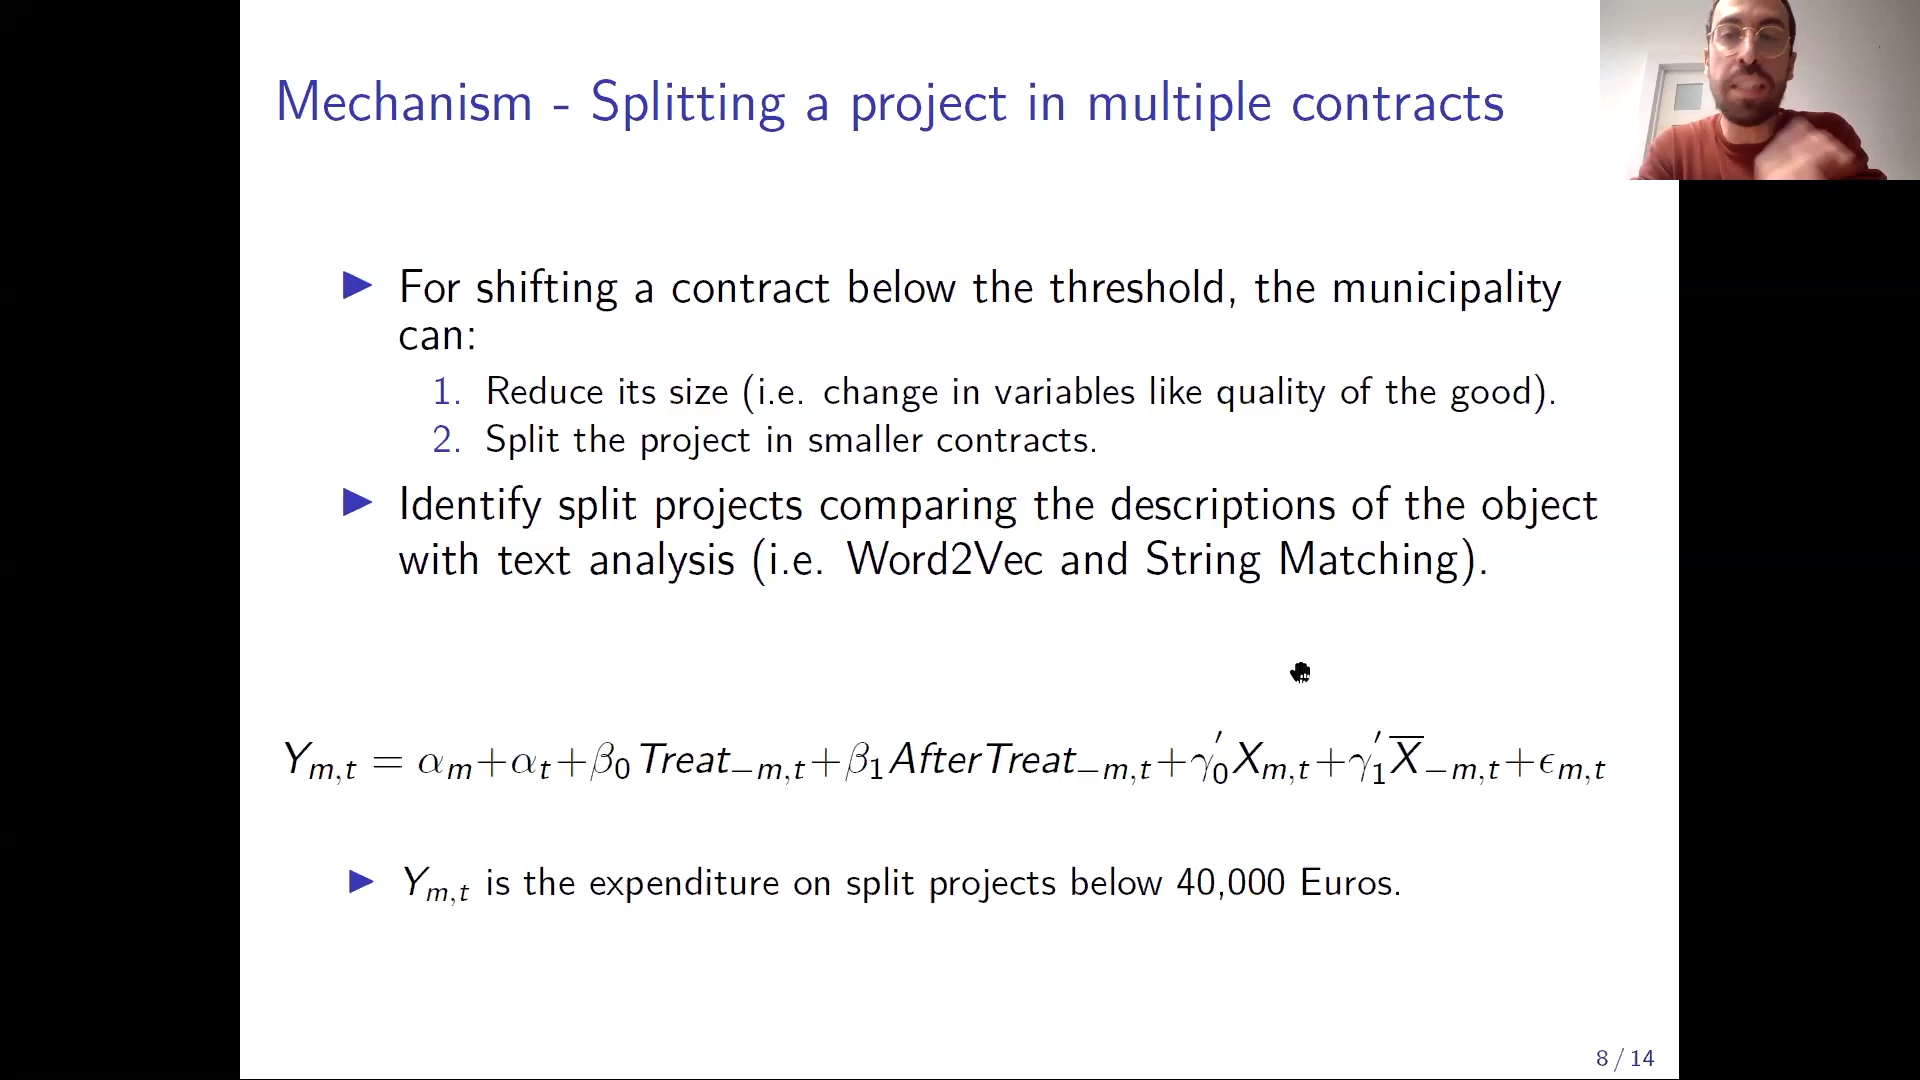 Mechanism - Splitting a project in multiple contracts
For shifting a contract below the threshold, the municipality
can:
1. Reduce its size (i.e. change in variables like quality of the good).
2. Split the project in smaller contracts.
Identify split projects comparing the descriptions of the object
with text analysis (i.e. Word2Vec and String Matching).
Y_{m,t} = α_m+α_t+β_0 Treat_{−m,t}+β_1 AfterTreat_{−m,t}+γ_0^' X_{m,t}+γ_1^' \overline{X}_{−m,t}+ϵ_{m,t}
Y_{m,t} is the expenditure on split projects below 40,000 Euros.
8 / 14